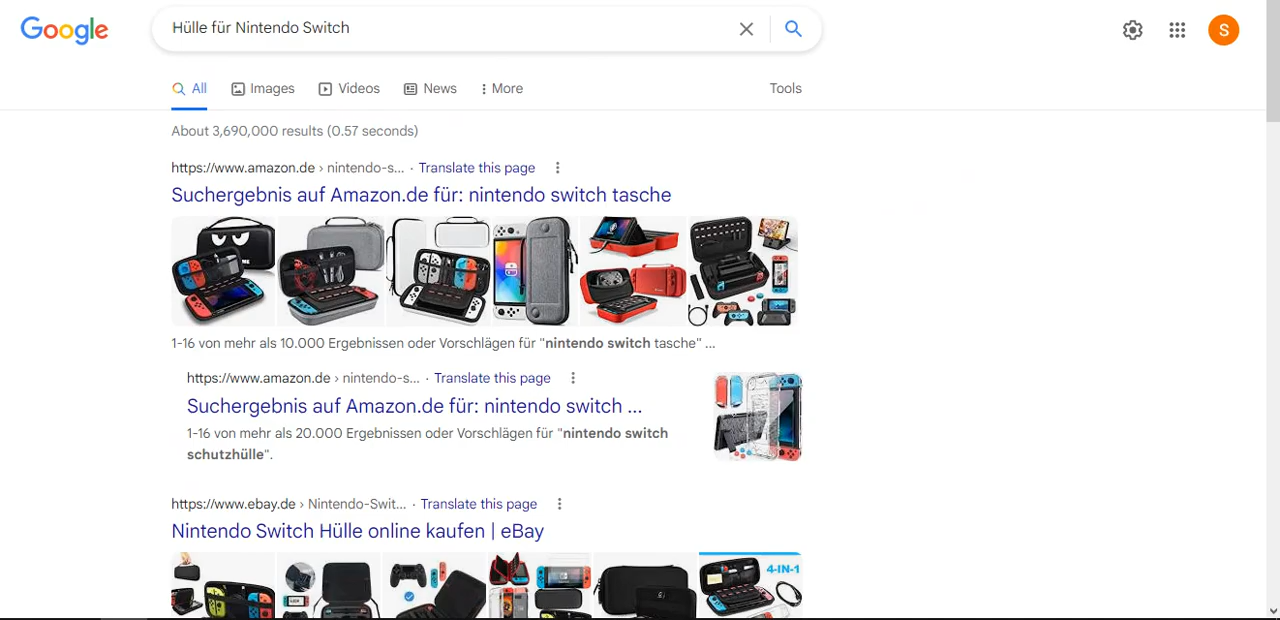 Google
Hülle für Nintendo Switch
S
All Images Videos News More Tools
About 3,690,000 results (0.57 seconds)
https://www.amazon.de › nintendo-s... · Translate this page
Suchergebnis auf Amazon.de für: nintendo switch tasche
1-16 von mehr als 10.000 Ergebnissen oder Vorschlägen für "nintendo switch tasche" ...
https://www.amazon.de › nintendo-s... · Translate this page
Suchergebnis auf Amazon.de für: nintendo switch ...
1-16 von mehr als 20.000 Ergebnissen oder Vorschlägen für "nintendo switch
schutzhülle".
https://www.ebay.de › Nintendo-Swit... · Translate this page
Nintendo Switch Hülle online kaufen | eBay
4-IN-1